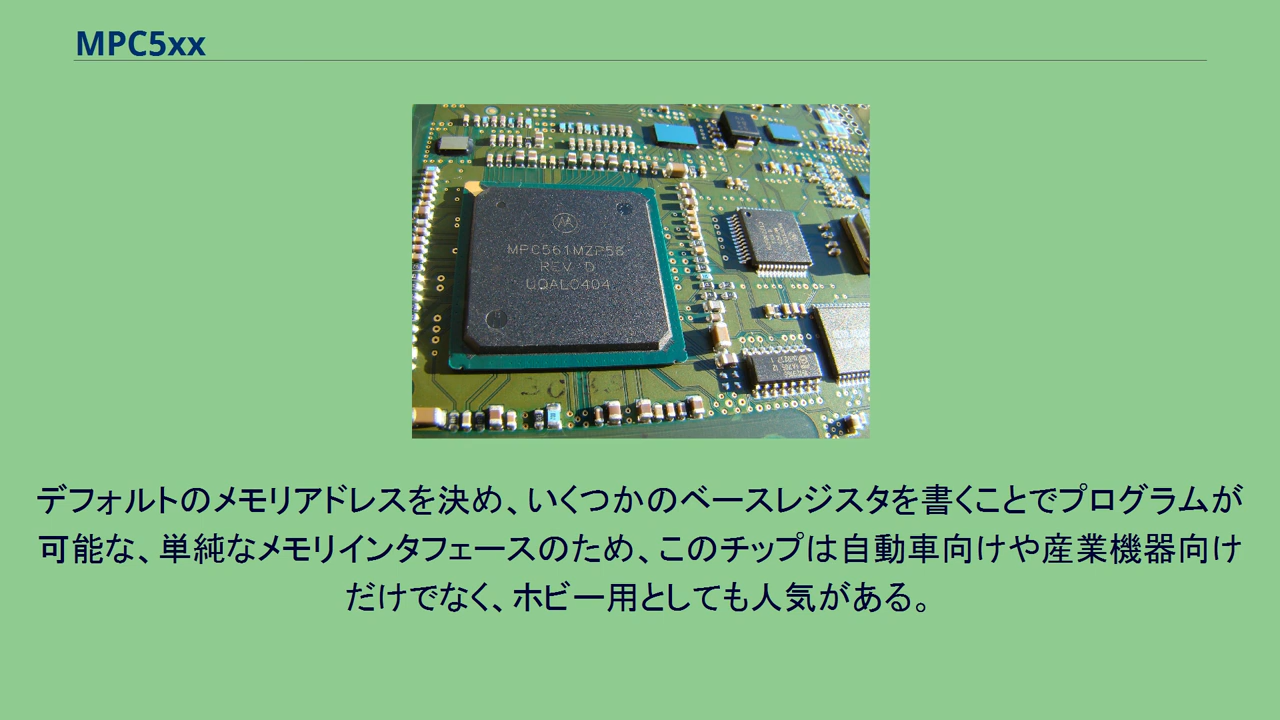 MPC5xx
MPC561MZP56
REV D
QQAL0404
デフォルトのメモリアドレスを決め、いくつかのベースレジスタを書くことでプログラムが
可能な、単純なメモリインタフェースのため、このチップは自動車向けや産業機器向け
だけでなく、ホビー用としても人気がある。